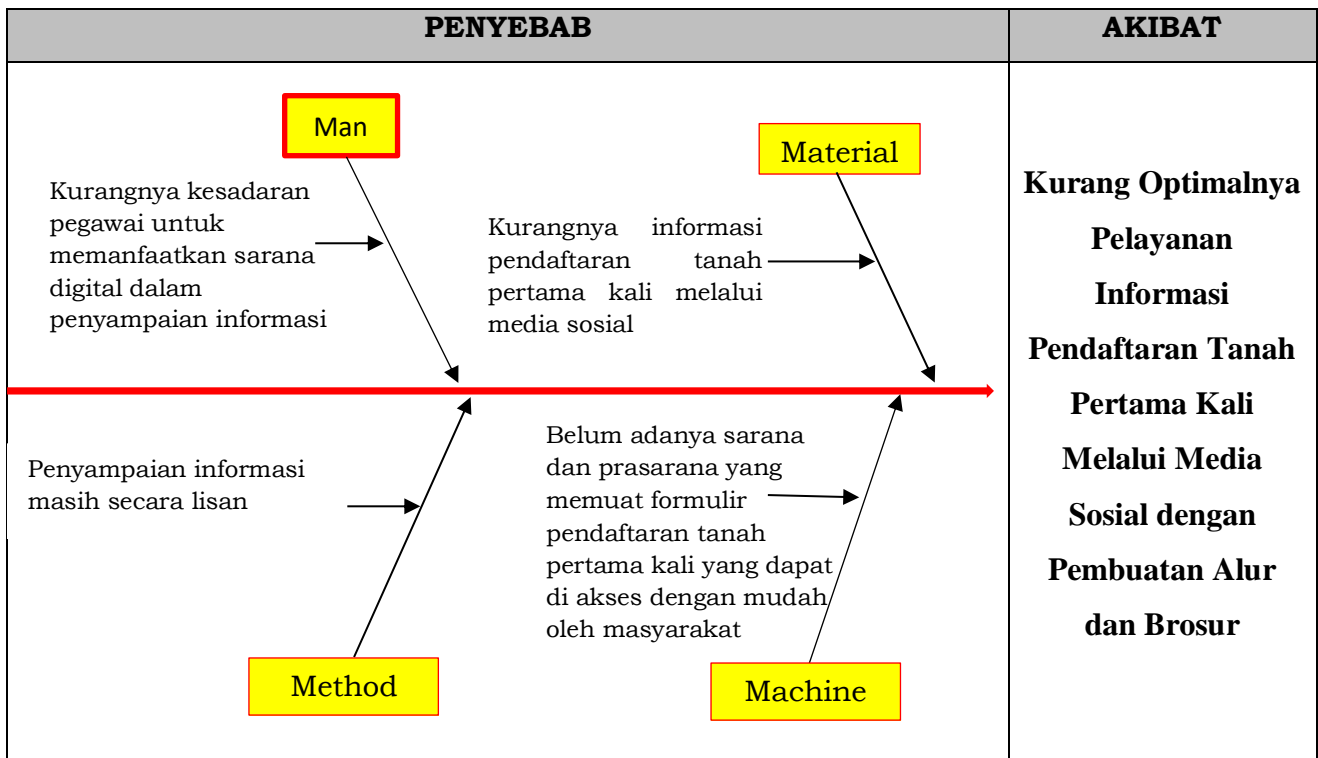 PENYEBAB
AKIBAT
Man
Kurangnya kesadaran
pegawai untuk
memanfaatkan sarana
digital dalam
penyampaian informasi
Material
Kurangnya informasi
pendaftaran tanah
pertama kali melalui
media sosial
Penyampaian informasi
masih secara lisan
Method
Belum adanya sarana
dan prasarana yang
memuat formulir
pendaftaran tanah
pertama kali yang dapat
di akses dengan mudah
oleh masyarakat
Machine
Kurang Optimalnya
Pelayanan
Informasi
Pendaftaran Tanah
Pertama Kali
Melalui Media
Sosial dengan
Pembuatan Alur
dan Brosur